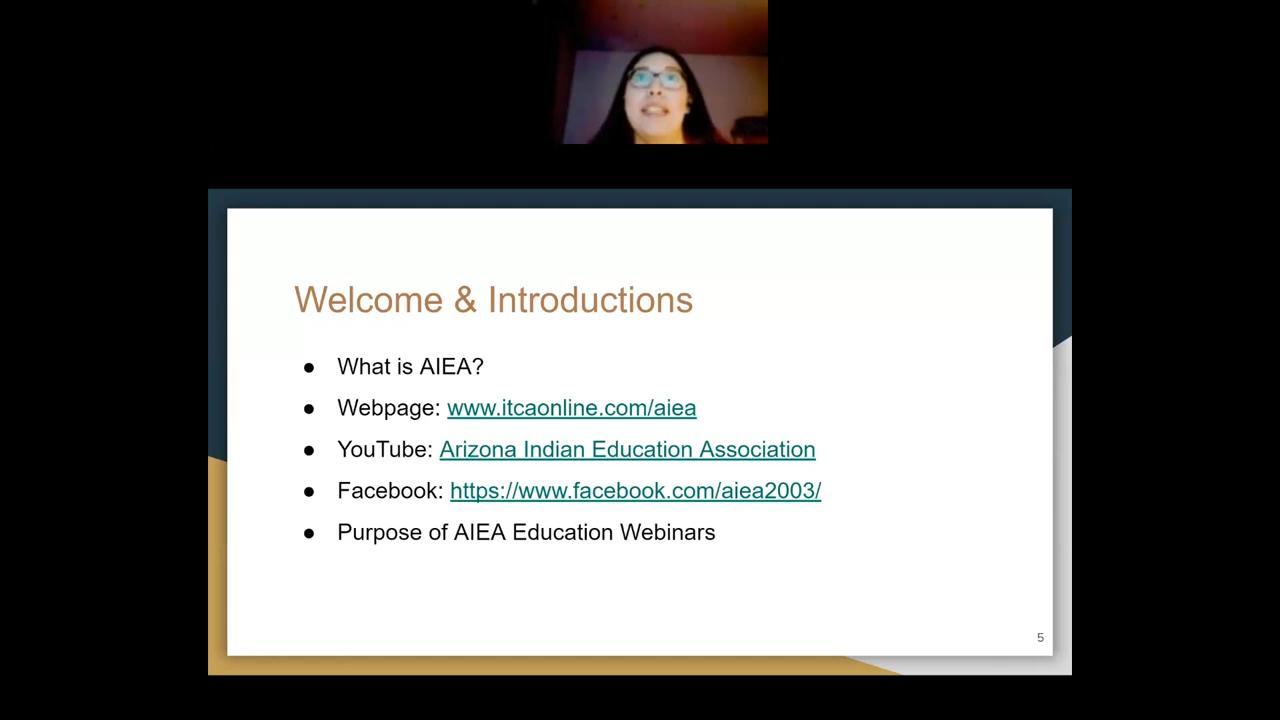 Welcome & Introductions
● What is AIEA?
● Webpage: www.itcaonline.com/aiea
● YouTube: Arizona Indian Education Association
● Facebook: https://www.facebook.com/aiea2003/
● Purpose of AIEA Education Webinars
5